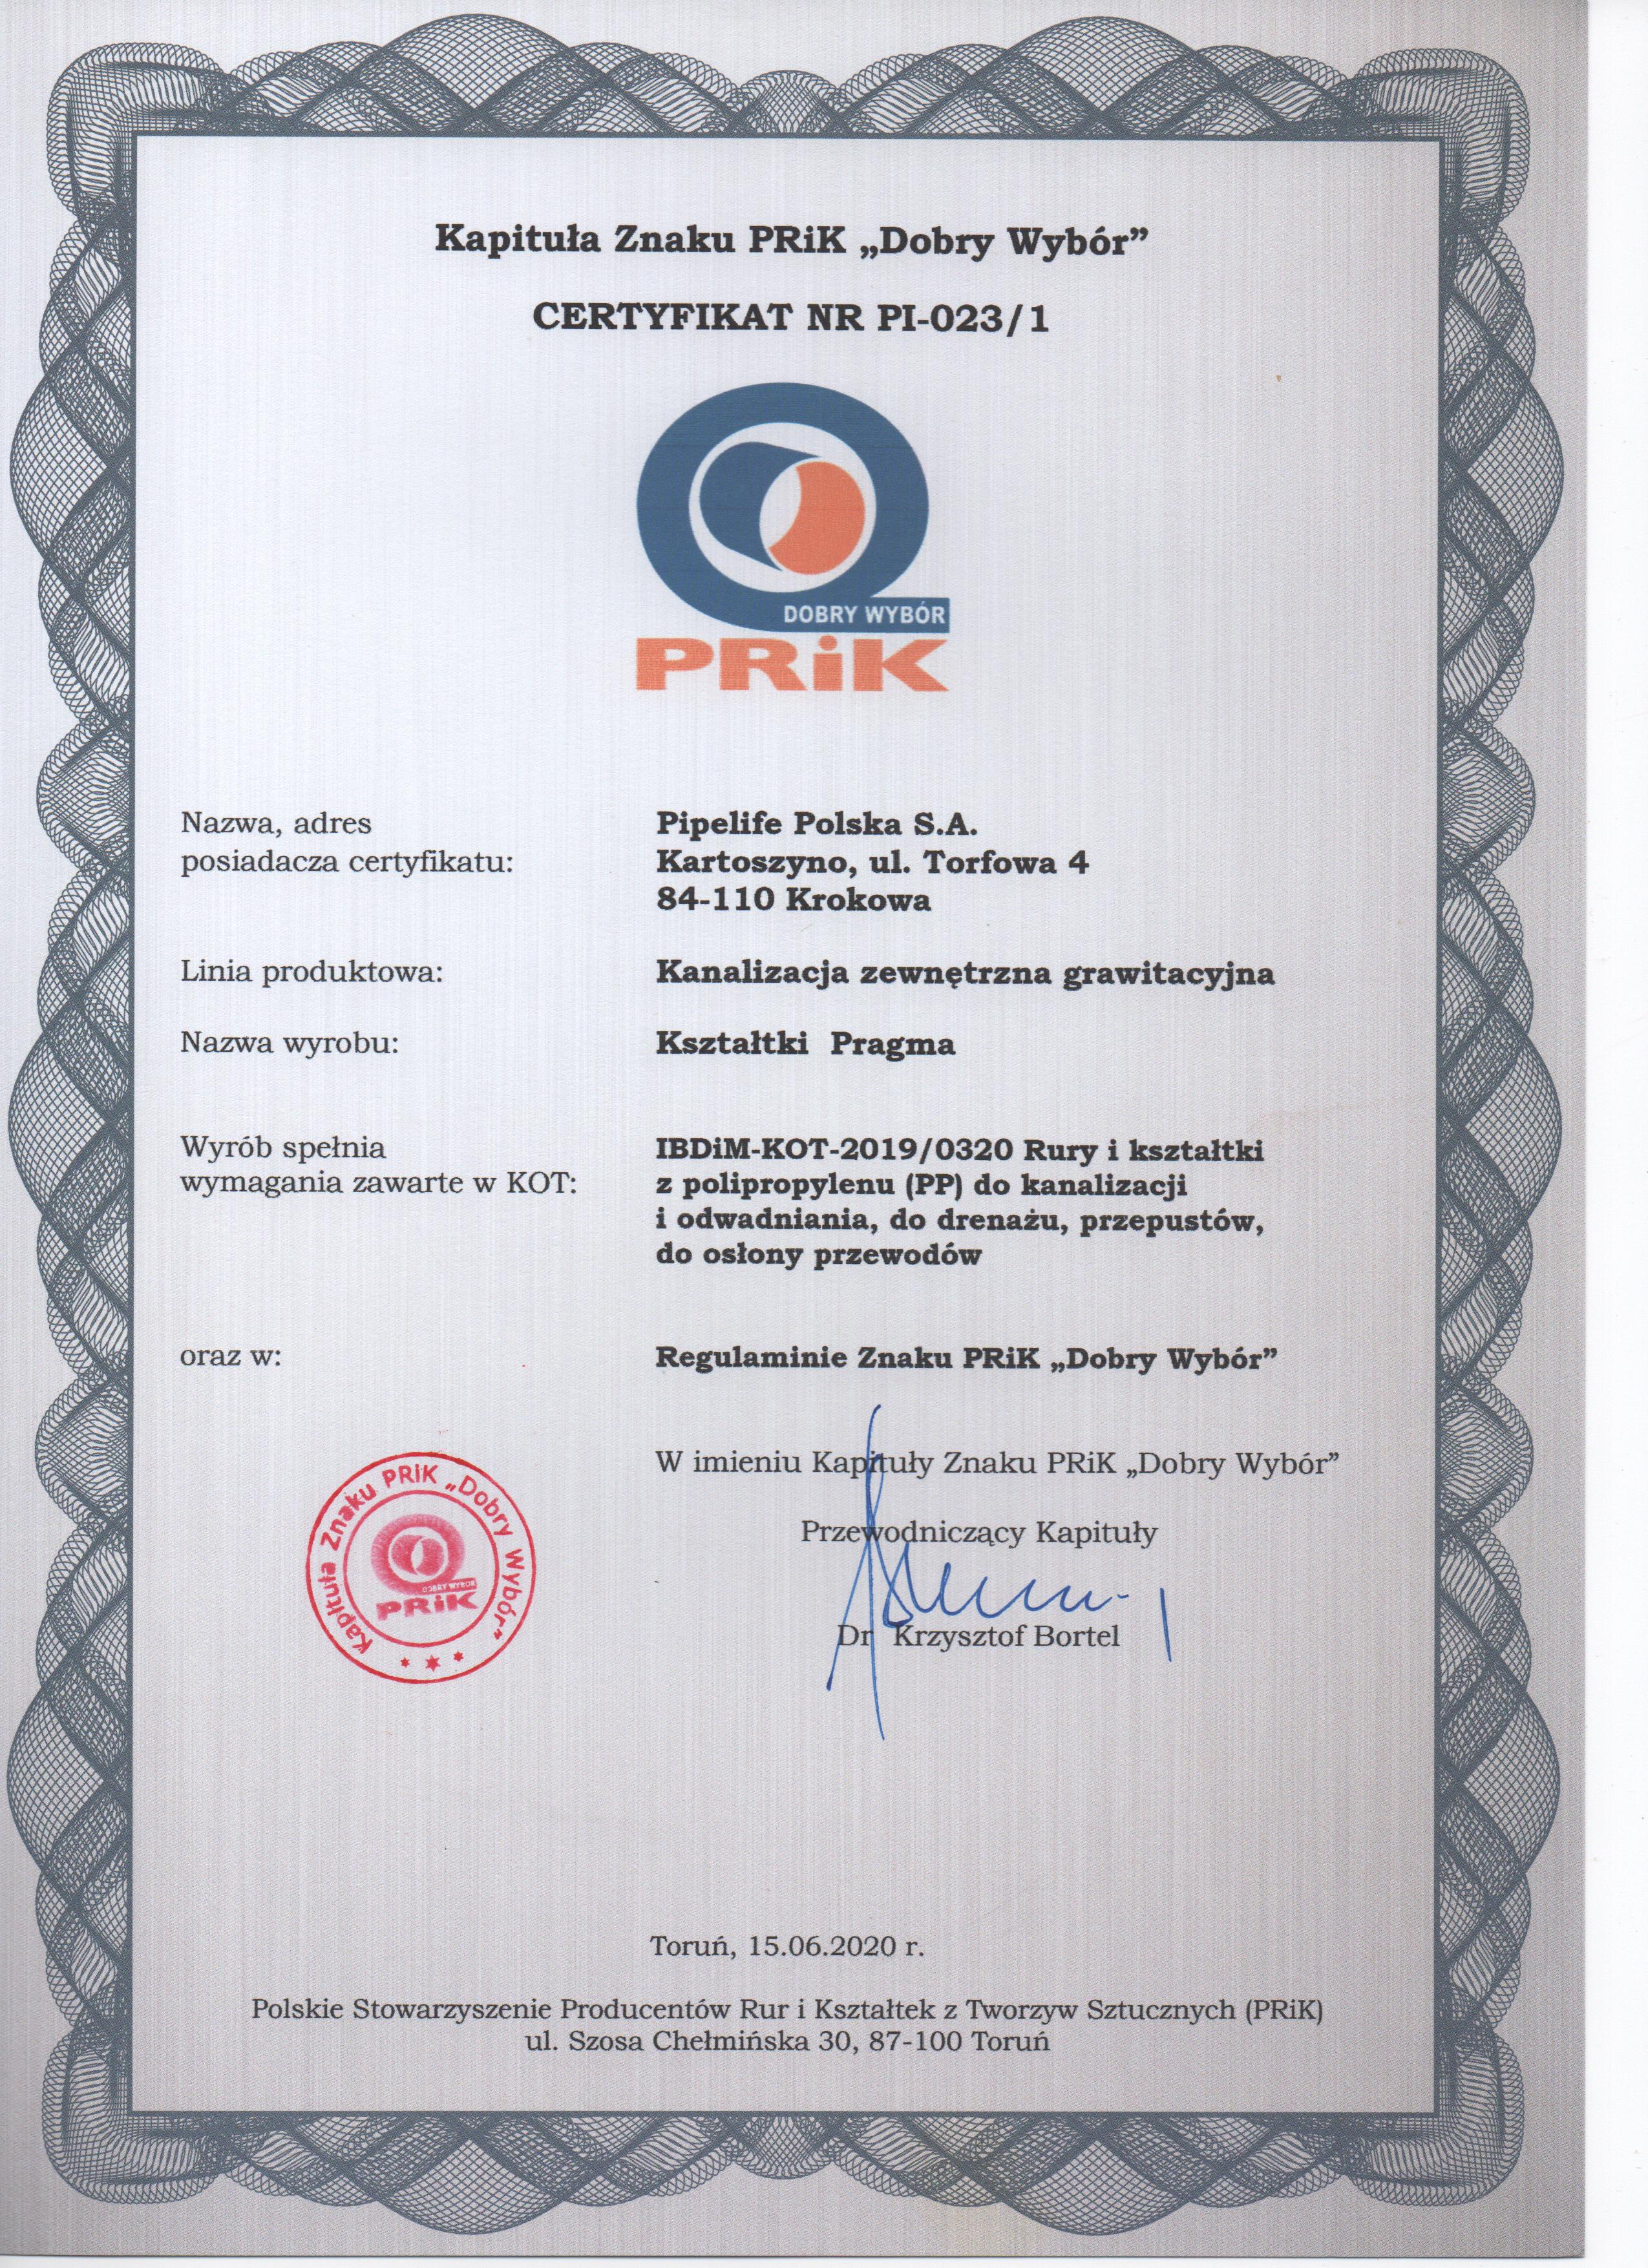 Kapituła Znaku PRiK „Dobry Wybór”
CERTYFIKAT NR PI-023/1
DOBRY WYBÓR
PRiK
Nazwa, adres
posiadacza certyfikatu:
Pipelife Polska S.A.
Kartoszyno, ul. Torfowa 4
84-110 Krokowa
Linia produktowa:
Kanalizacja zewnętrzna grawitacyjna
Nazwa wyrobu:
Kształtki Pragma
Wyrób spełnia
wymagania zawarte w KOT:
IBDiM-KOT-2019/0320 Rury i kształtki
z polipropylenu (PP) do kanalizacji
i odwadniania, do drenażu, przepustów,
do osłony przewodów
oraz w:
Regulaminie Znaku PRiK „Dobry Wybór”
Kapituła Znaku PRiK „Dobry Wybór”
DOBRY WYBÓR
PRiK
W imieniu Kapituły Znaku PRiK „Dobry Wybór”
Przewodniczący Kapituły
Dr Krzysztof Bortel
Toruń, 15.06.2020 r.
Polskie Stowarzyszenie Producentów Rur i Kształtek z Tworzyw Sztucznych (PRiK)
ul. Szosa Chełmińska 30, 87-100 Toruń